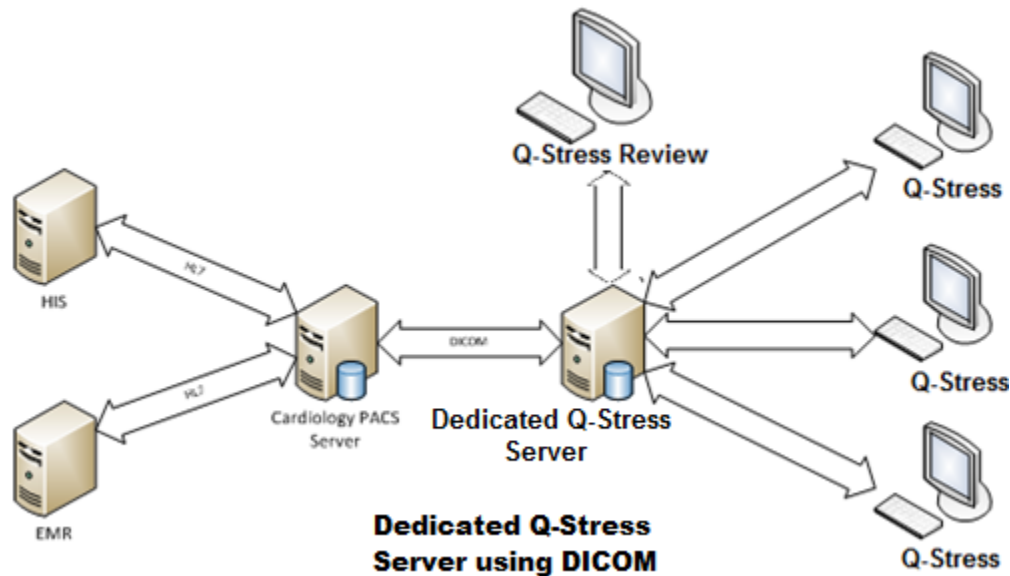 Q-Stress Review
Q-Stress
HL7
HIS
DICOM
Q-Stress
Cardiology PACS
Server
Dedicated Q-Stress
Server
HL7
EMR
Dedicated Q-Stress
Server using DICOM
Q-Stress